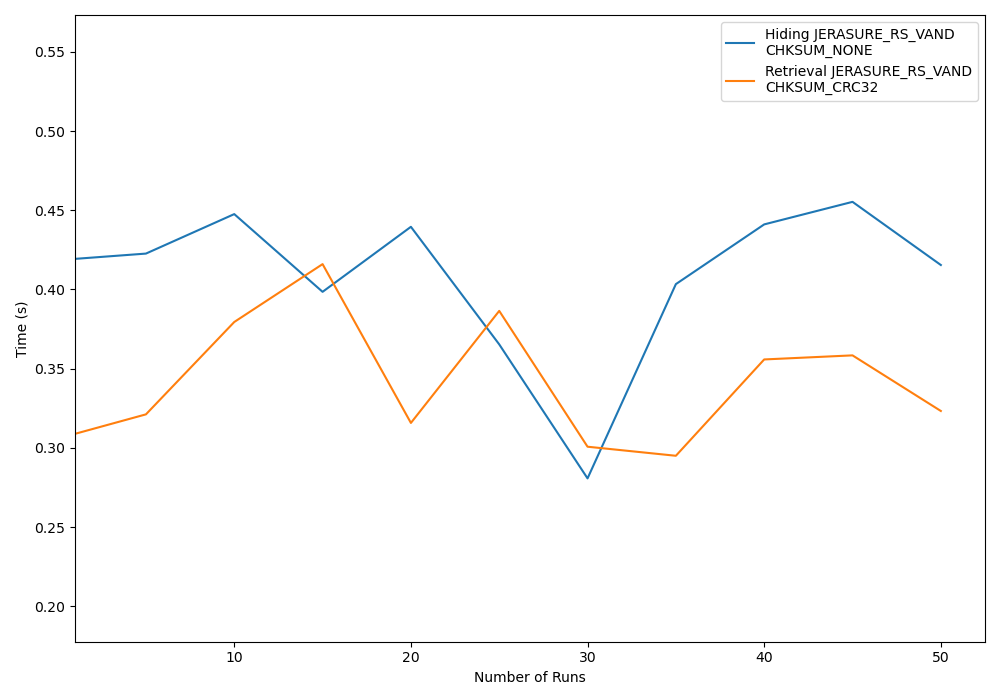 Hiding JERASURE_RS_VAND
CHKSUM_NONE
Retrieval JERASURE_RS_VAND
CHKSUM_CRC32
0.55
0.50
0.45
0.40
0.35
0.30
0.25
0.20
Time (s)
10 20 30 40 50
Number of Runs